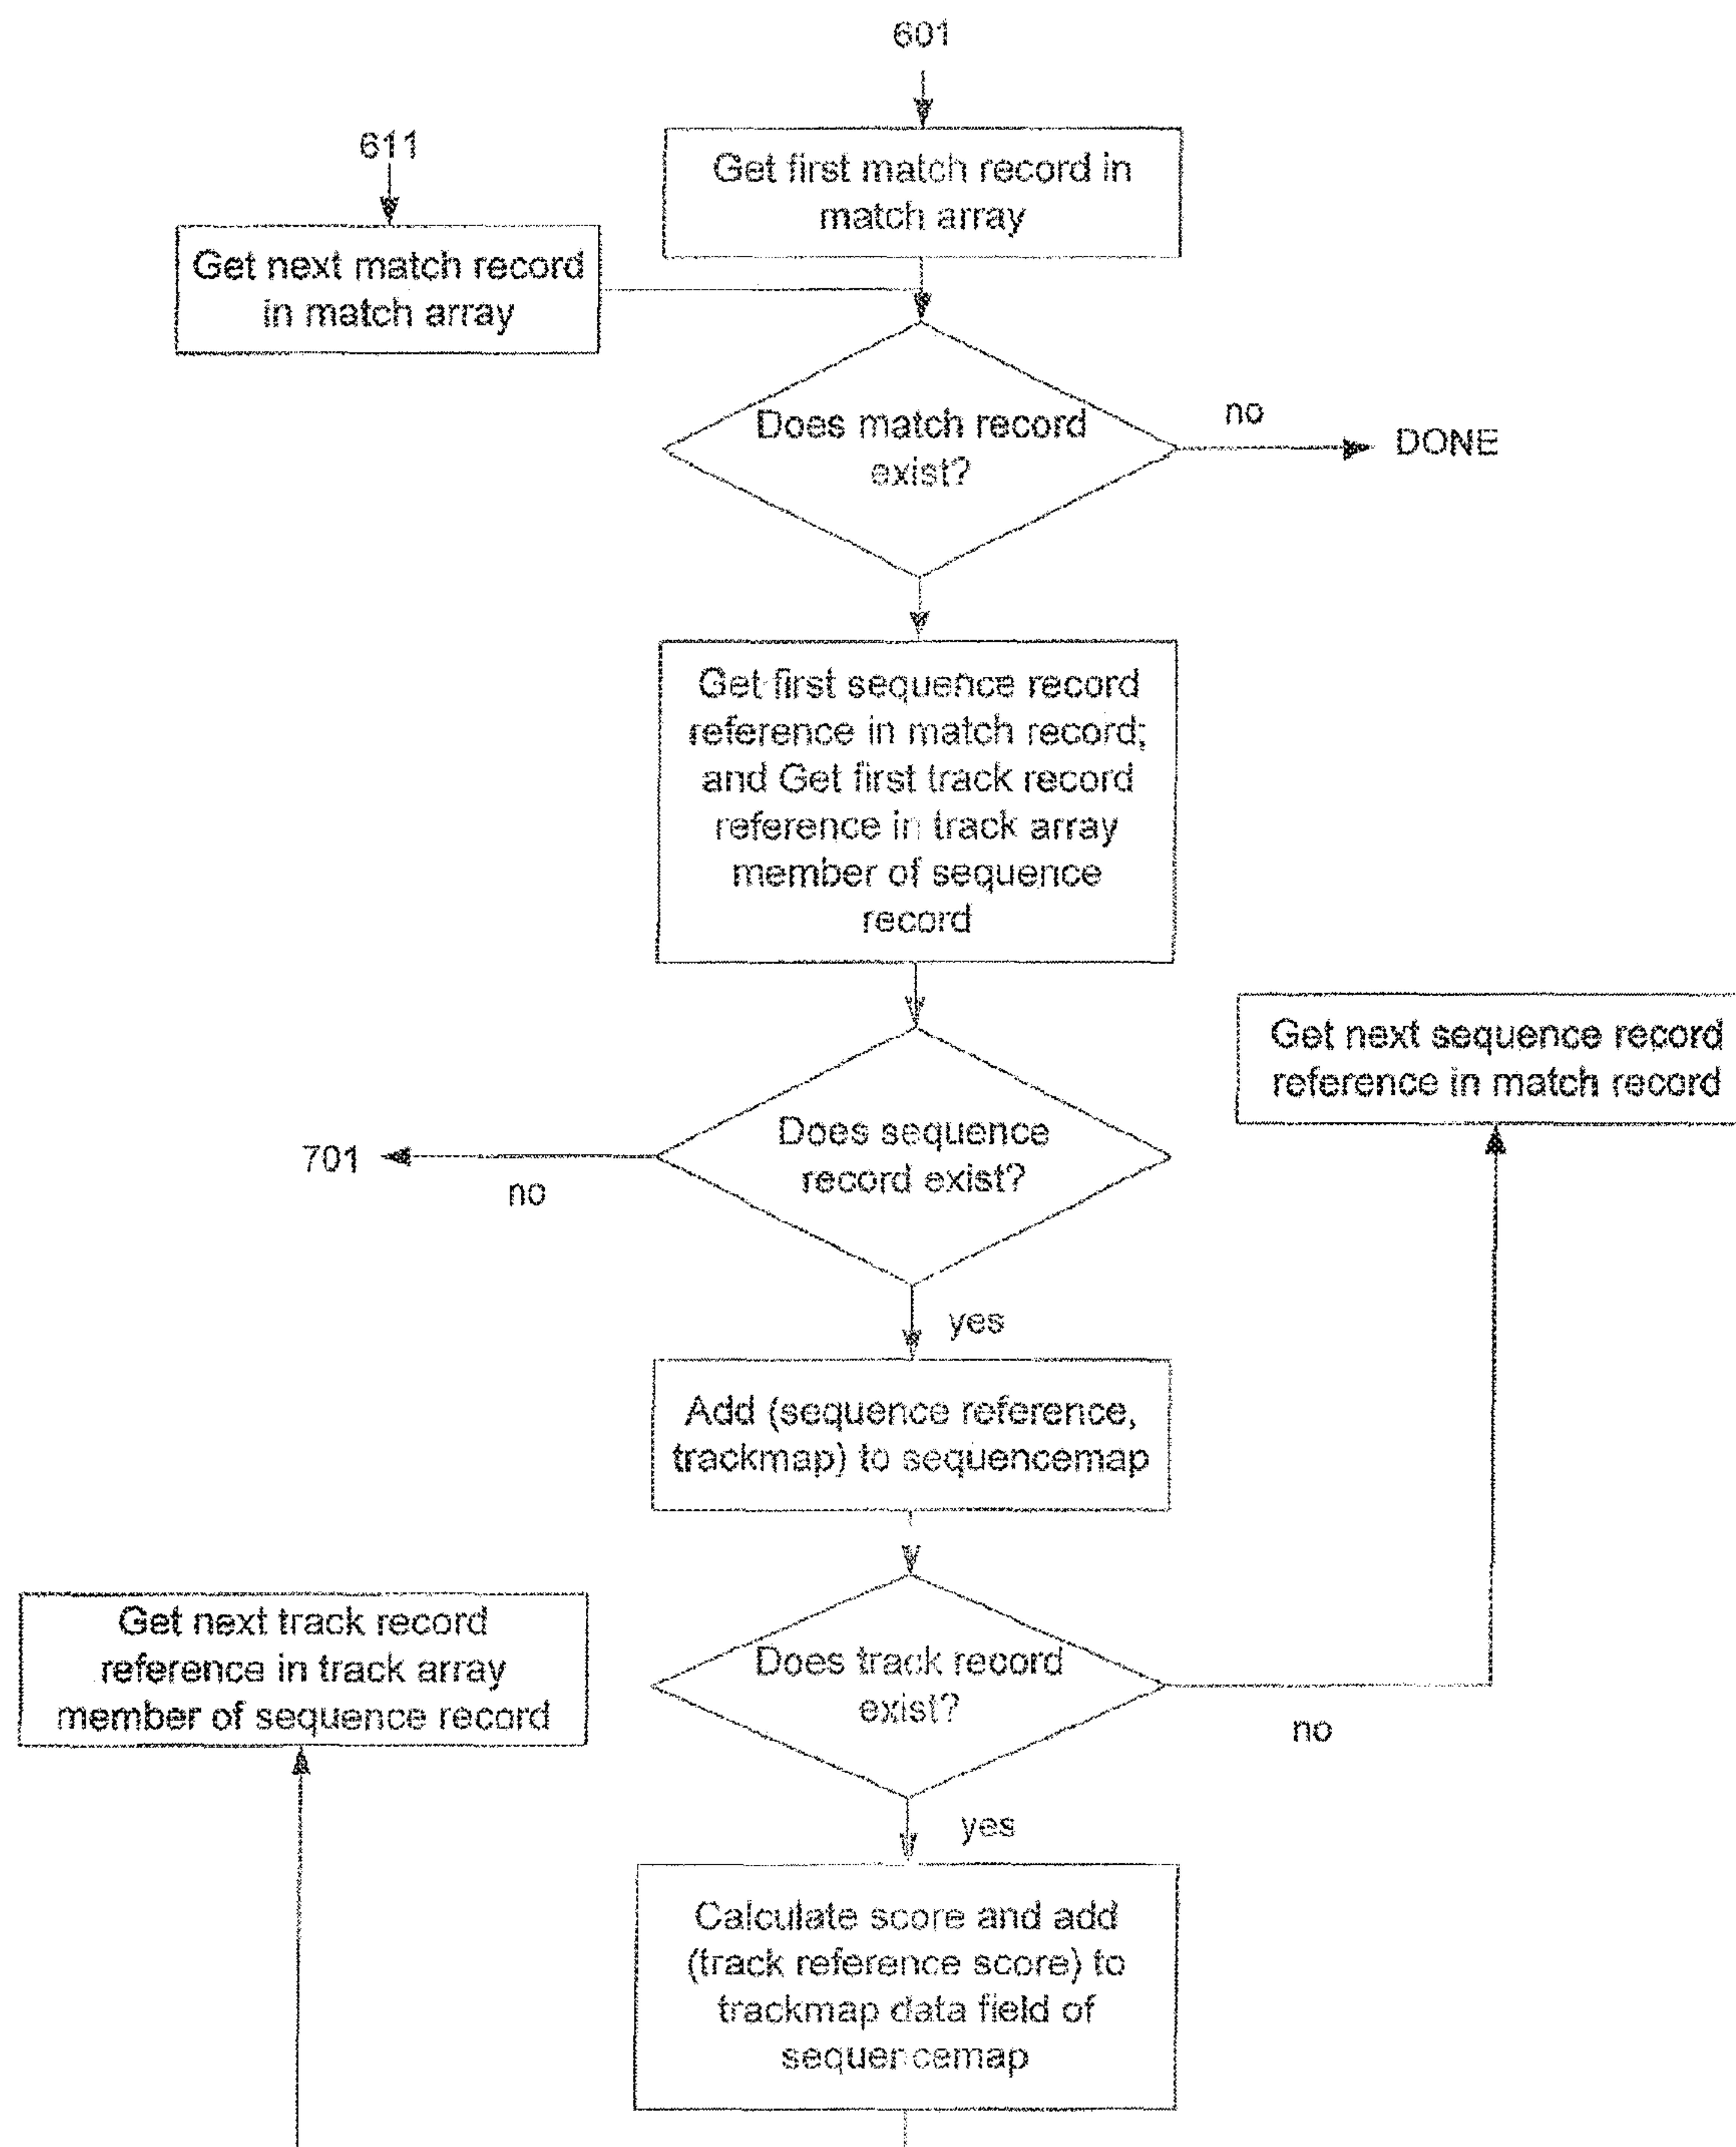 601
611
Get first match record in
match array
Get next match record
in match array
Does match record
exist?
no
DONE
Get first sequence record
reference in match record;
and Get first track record
reference in track array
member of sequence
record
Get next sequence record
reference in match record
Does sequence
record exist?
701
no
yes
Add (sequence reference,
trackmap) to sequencemap
Get next track record
reference in track array
member of sequence record
Does track record
exist?
no
yes
Calculate score and add
(track reference score) to
trackmap data field of
sequencemap